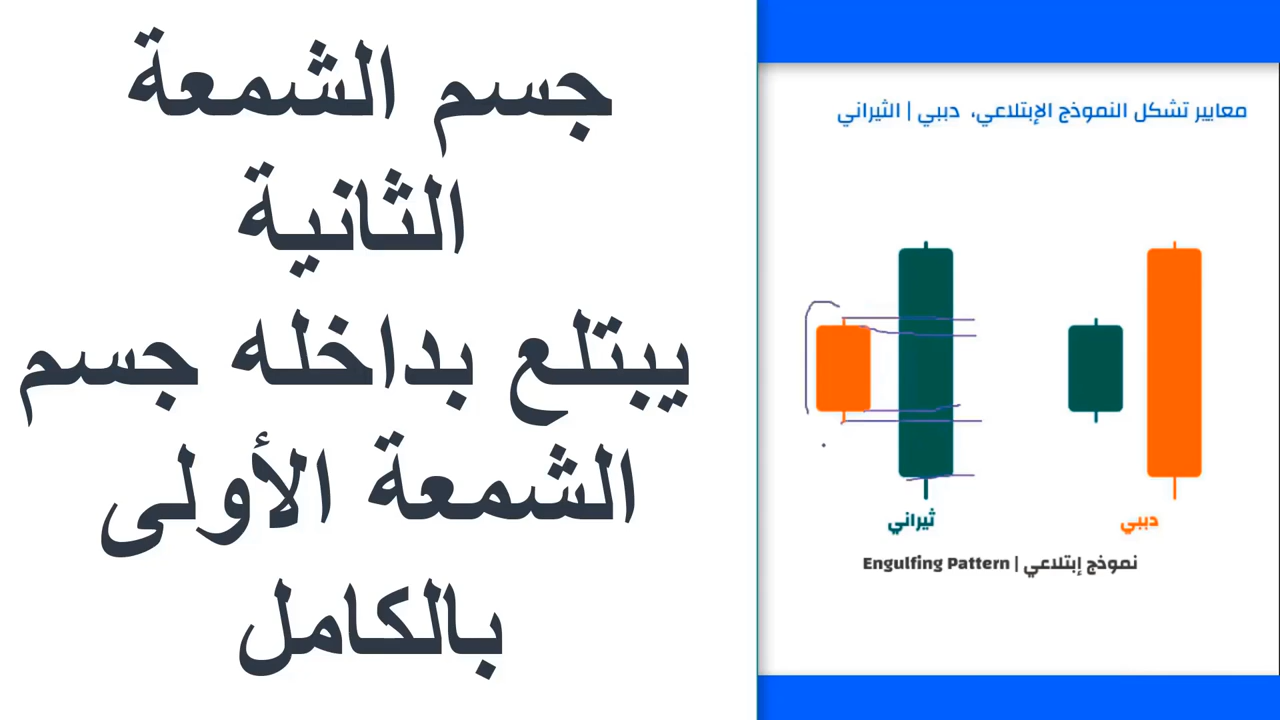 جسم الشمعة
الثانية
يبتلع بداخله جسم
الشمعة الأولى
بالكامل
معايير تشكل النموذج الإبتلاعي، دببي | الثيراني
ثيراني
دببي
نموذج إبتلاعي | Engulfing Pattern